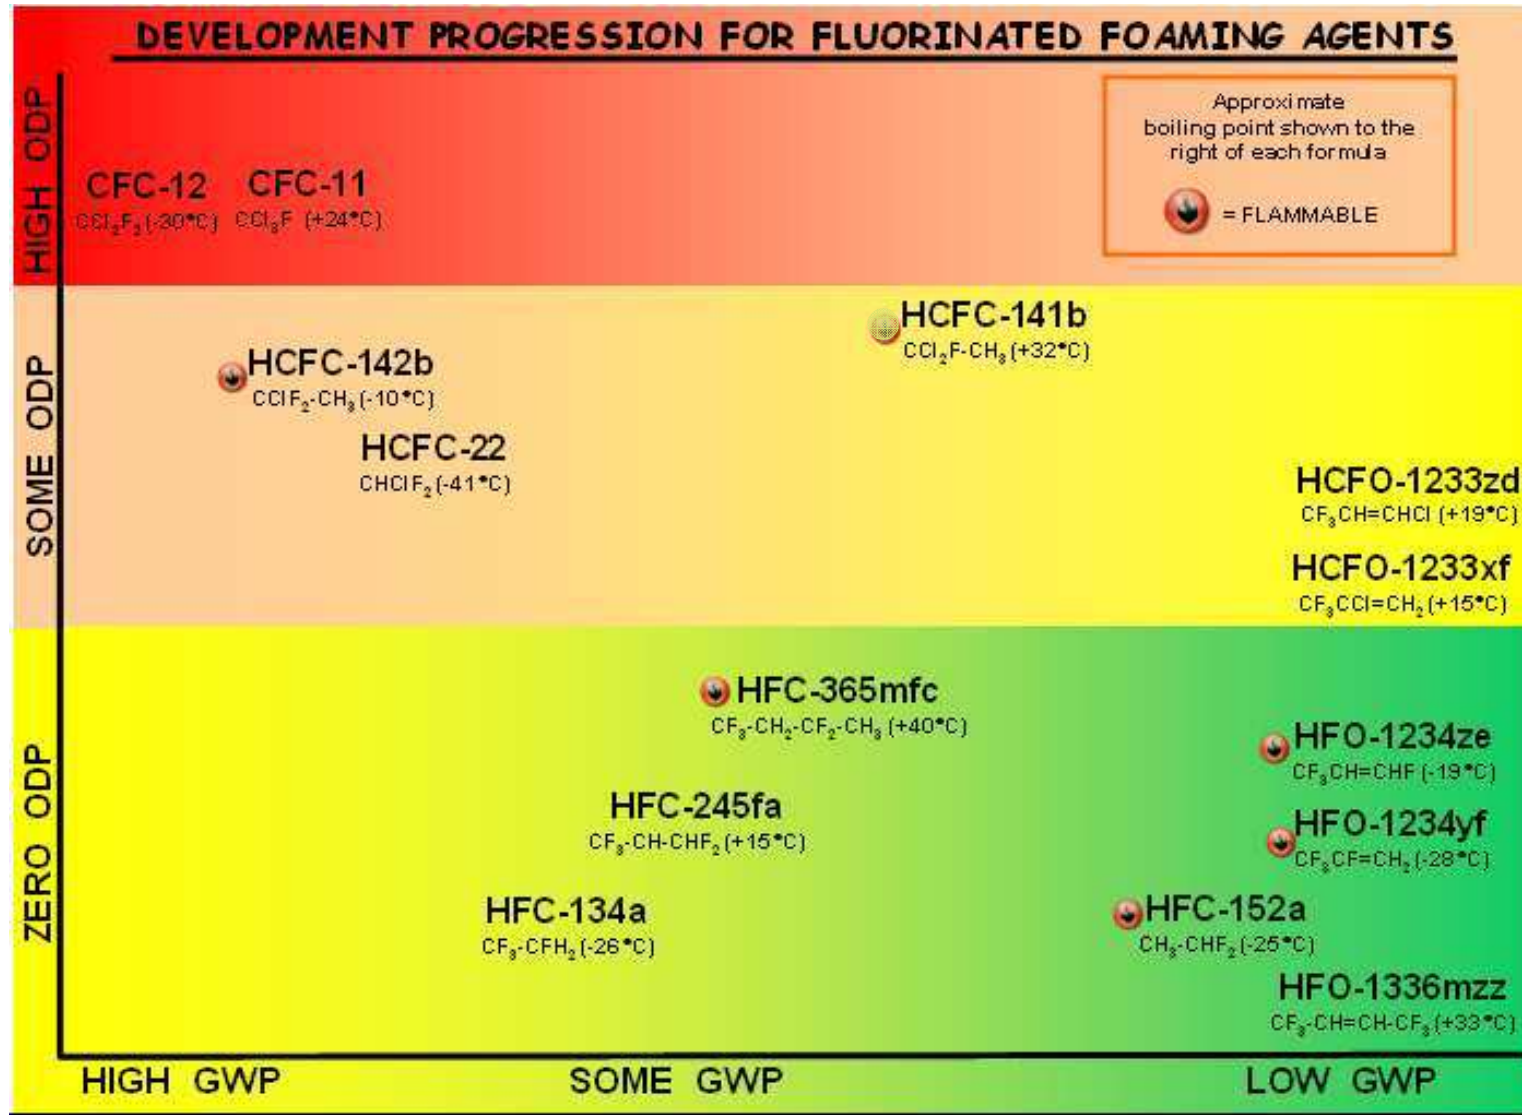 DEVELOPMENT PROGRESSION FOR FLUORINATED FOAMING AGENTS
Approximate
boiling point shown to the
right of each formula
= FLAMMABLE
HIGH ODP
CFC-12
CCl₂F₂(-30°C)
CFC-11
CCl₃F (+24°C)
SOME ODP
HCFC-141b
CCl₂F-CH₃(+32°C)
HCFC-142b
CClF₂-CH₃(-10°C)
HCFC-22
CHClF₂(-41°C)
HCFO-1233zd
CF₃CH=CHCl (+19°C)
HCFO-1233xf
CF₃CCl=CH₂(+15°C)
ZERO ODP
HFC-365mfc
CF₃-CH₂-CF₂-CH₃(+40°C)
HFO-1234ze
CF₃CH=CHF(-19°C)
HFC-245fa
CF₃-CH-CHF₂(+15°C)
HFO-1234yf
CF₃CF=CH₂(-28°C)
HFC-134a
CF₃-CFH₂(-26°C)
HFC-152a
CH₃-CHF₂(-25°C)
HFO-1336mzz
CF₃-CH=CH-CF₃(+33°C)
HIGH GWP
SOME GWP
LOW GWP